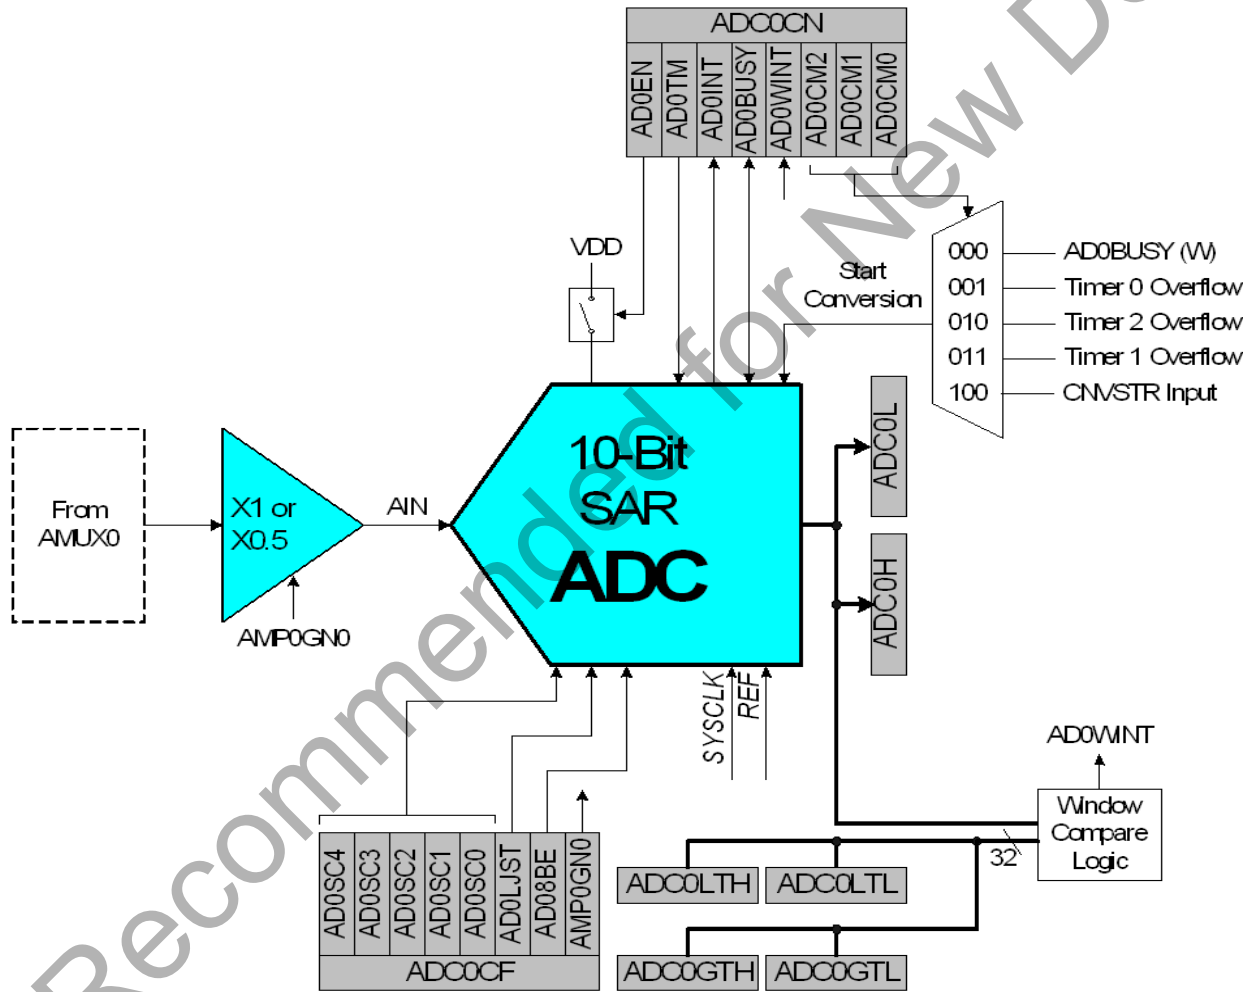 ADC0CN
AD0EN
AD0TM
AD0INT
AD0BUSY
AD0WINT
AD0CM2
AD0CM1
AD0CM0
VDD
Start
Conversion
000
AD0BUSY (W)
001
Timer 0 Overflow
010
Timer 2 Overflow
011
Timer 1 Overflow
100
CNVSTR Input
From
AMUX0
X1 or
X0.5
AIN
AMP0GN0
10-Bit
SAR
ADC
ADC0L
ADC0H
SYSCLK
REF
AD0WINT
Window
Compare
Logic
32
AD0SC4
AD0SC3
AD0SC2
AD0SC1
AD0SC0
AD0LJST
AD08BE
AMP0GN0
ADC0CF
ADC0LTH
ADC0LTL
ADC0GTH
ADC0GTL
Recommended for New